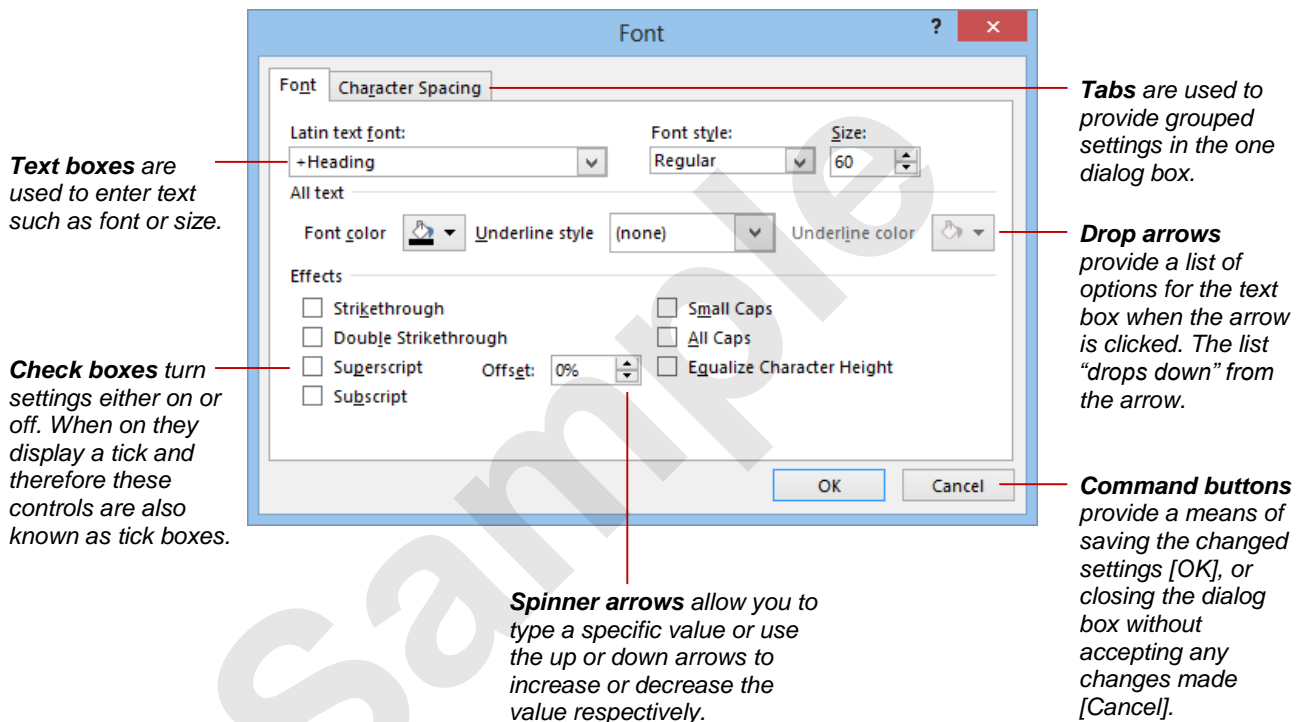 Font
?
Font Character Spacing
Latin text font: Font style: Size:
+Heading Regular 60
All text
Font color Underline style (none) Underline color
Effects
Strikethrough Small Caps
Double Strikethrough All Caps
Superscript Offset: 0% Equalize Character Height
Subscript
OK Cancel
Text boxes are
used to enter text
such as font or size.
Check boxes turn
settings either on or
off. When on they
display a tick and
therefore these
controls are also
known as tick boxes.
Spinner arrows allow you to
type a specific value or use
the up or down arrows to
increase or decrease the
value respectively.
Tabs are used to
provide grouped
settings in the one
dialog box.
Drop arrows
provide a list of
options for the text
box when the arrow
is clicked. The list
“drops down” from
the arrow.
Command buttons
provide a means of
saving the changed
settings [OK], or
closing the dialog
box without
accepting any
changes made
[Cancel].
Sample